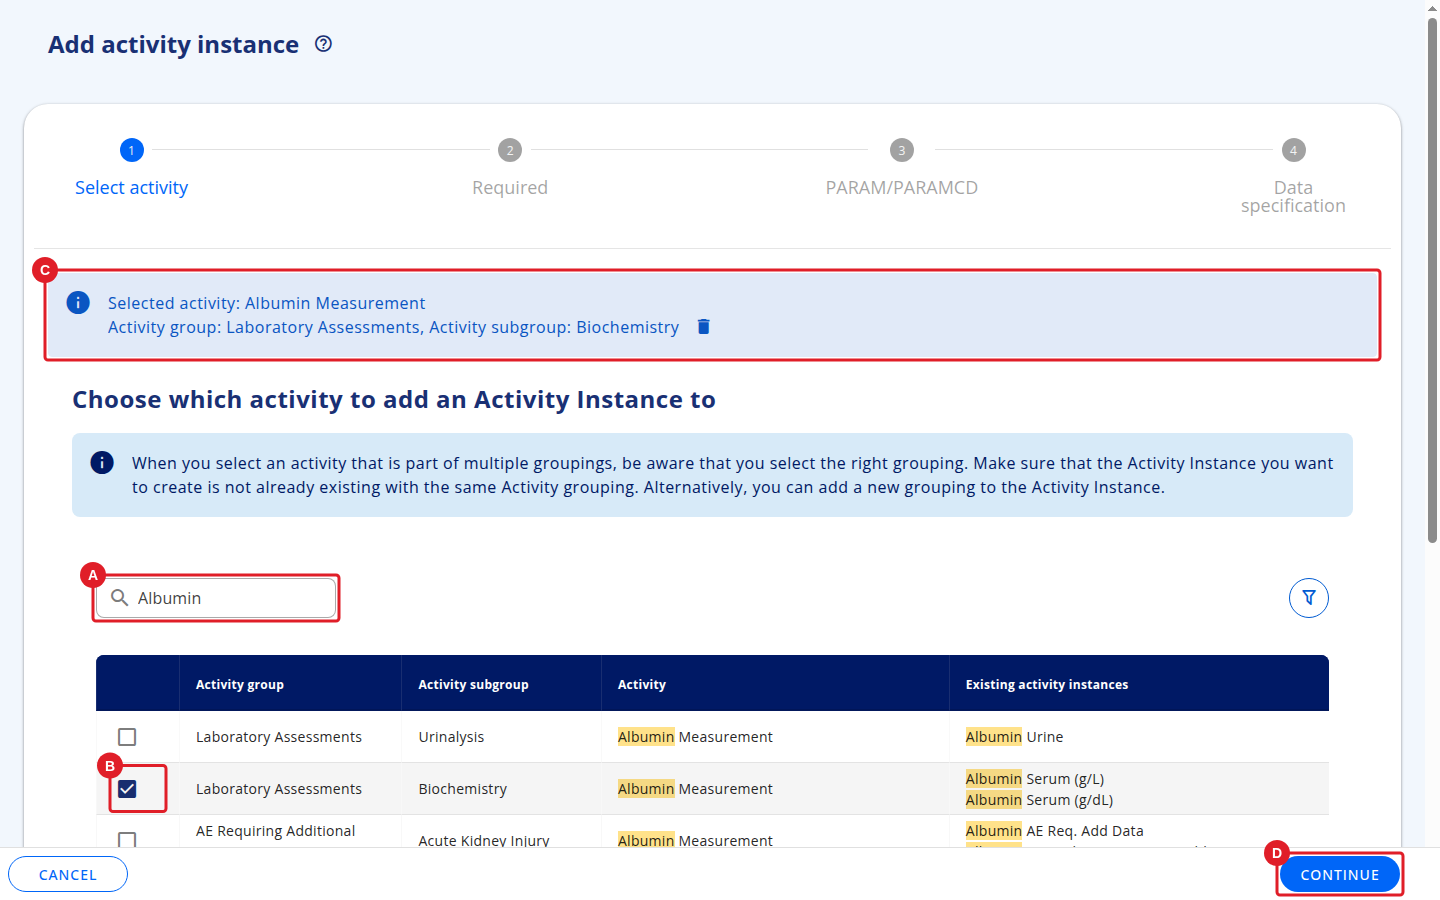 Add activity instance
1
2
3
4
Select activity
Required
PARAM/PARAMCD
Data
specification
C
Selected activity: Albumin Measurement
Activity group: Laboratory Assessments, Activity subgroup: Biochemistry
Choose which activity to add an Activity Instance to
When you select an activity that is part of multiple groupings, be aware that you select the right grouping. Make sure that the Activity Instance you want
to create is not already existing with the same Activity grouping. Alternatively, you can add a new grouping to the Activity Instance.
A
Albumin
Activity group Activity subgroup Activity Existing activity instances
Laboratory Assessments Urinalysis Albumin Measurement Albumin Urine
B
Laboratory Assessments Biochemistry Albumin Measurement Albumin Serum (g/L)
Albumin Serum (g/dL)
AE Requiring Additional Acute Kidney Injury Albumin Measurement Albumin AE Req. Add Data
D
CANCEL
CONTINUE